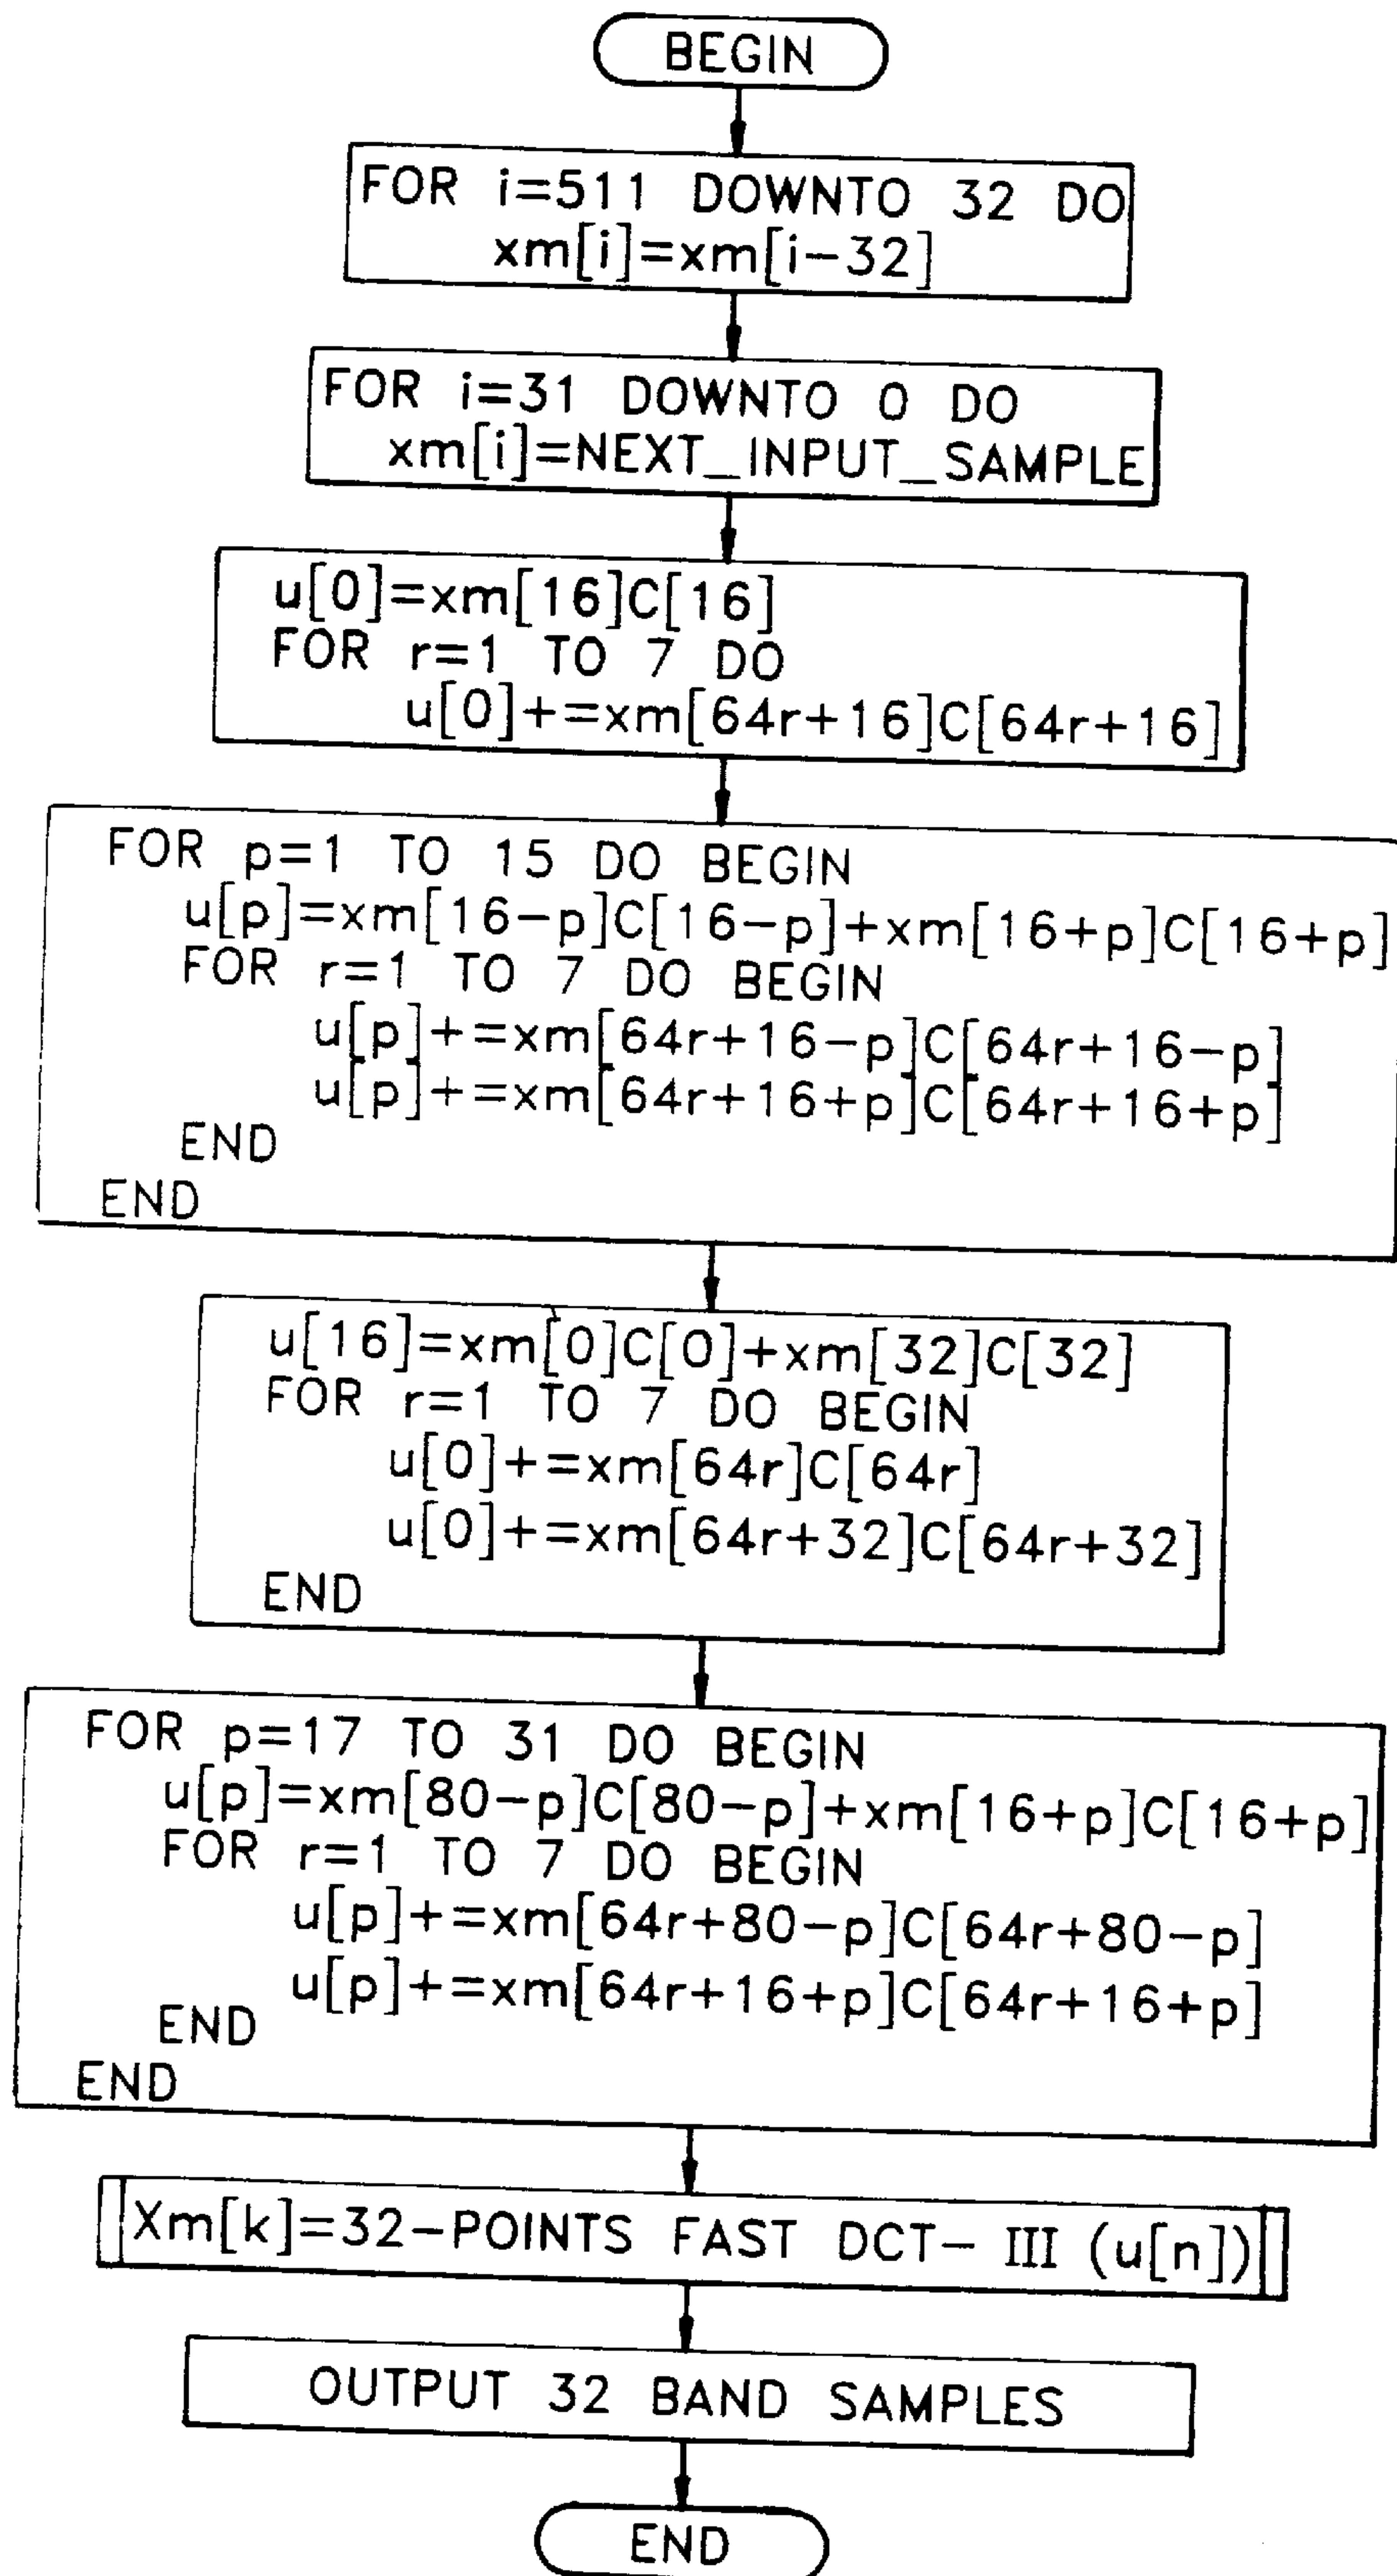 BEGIN
FOR i=511 DOWNTO 32 DO
xm[i]=xm[i-32]
FOR i=31 DOWNTO 0 DO
xm[i]=NEXT_INPUT_SAMPLE
u[0]=xm[16]C[16]
FOR r=1 TO 7 DO
u[0]+=xm[64r+16]C[64r+16]
FOR p=1 TO 15 DO BEGIN
u[p]=xm[16-p]C[16-p]+xm[16+p]C[16+p]
FOR r=1 TO 7 DO BEGIN
u[p]+=xm[64r+16-p]C[64r+16-p]
u[p]+=xm[64r+16+p]C[64r+16+p]
END
END
u[16]=xm[0]C[0]+xm[32]C[32]
FOR r=1 TO 7 DO BEGIN
u[0]+=xm[64r]C[64r]
u[0]+=xm[64r+32]C[64r+32]
END
FOR p=17 TO 31 DO BEGIN
u[p]=xm[80-p]C[80-p]+xm[16+p]C[16+p]
FOR r=1 TO 7 DO BEGIN
u[p]+=xm[64r+80-p]C[64r+80-p]
u[p]+=xm[64r+16+p]C[64r+16+p]
END
END
Xm[k]=32-POINTS FAST DCT- III (u[n])
OUTPUT 32 BAND SAMPLES
END